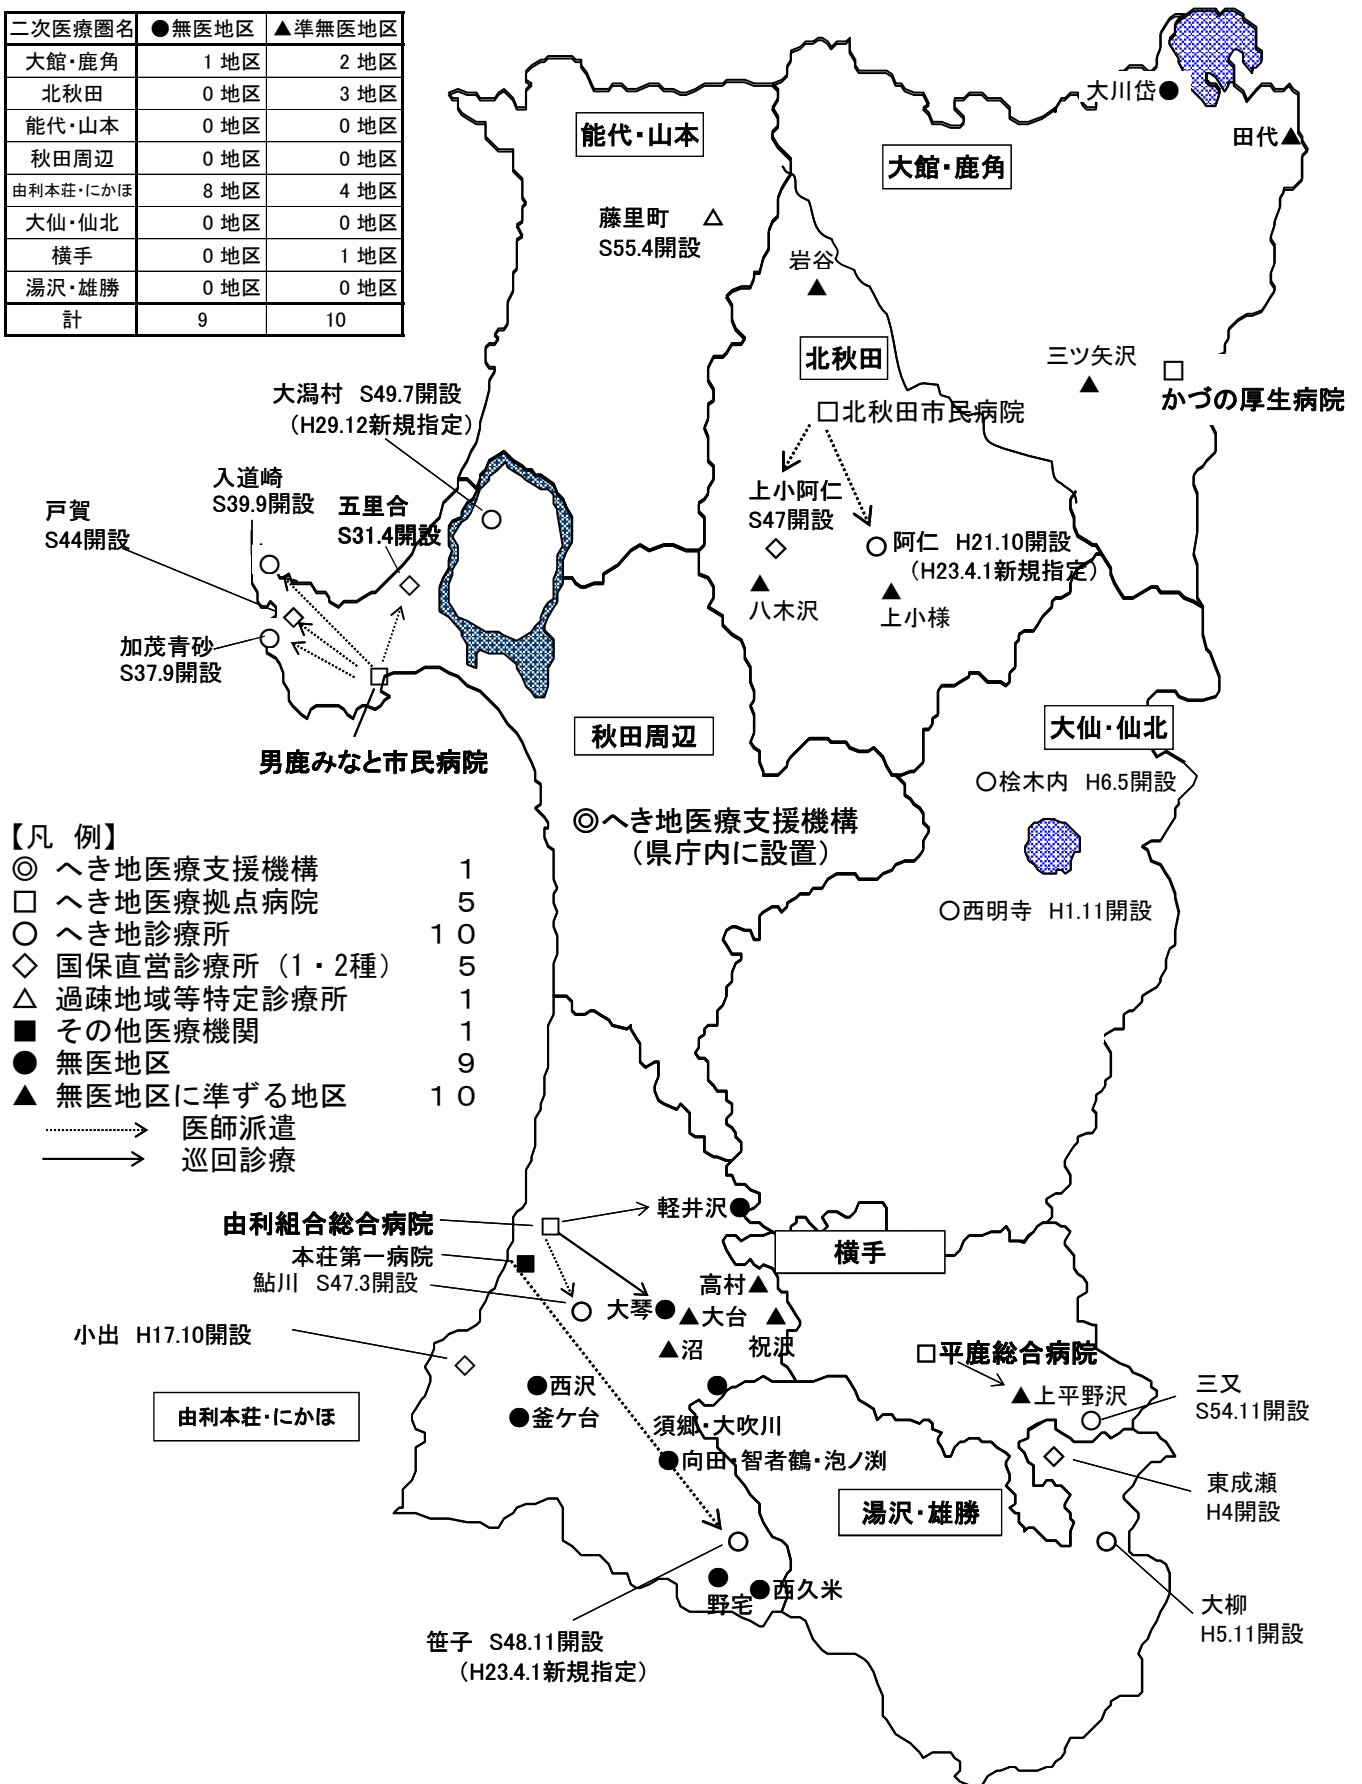 二次医療圏名 ●無医地区 ▲準無医地区
大館・鹿角 1 地区 2 地区
北秋田 0 地区 3 地区
能代・山本 0 地区 0 地区
秋田周辺 0 地区 0 地区
由利本荘・にかほ 8 地区 4 地区
大仙・仙北 0 地区 0 地区
横手 0 地区 1 地区
湯沢・雄勝 0 地区 0 地区
計 9 10
大川岱●
田代▲
能代・山本
大館・鹿角
藤里町 △
S55.4開設
岩谷
▲
北秋田
三ツ矢沢
▲
□
かづの厚生病院
□北秋田市民病院
大潟村 S49.7開設
（H29.12新規指定）
入道崎
S39.9開設
五里合
S31.4開設
戸賀
S44開設
加茂青砂
S37.9開設
男鹿みなと市民病院
上小阿仁
S47開設
阿仁 H21.10開設
（H23.4.1新規指定）
八木沢
上小様
秋田周辺
大仙・仙北
○桧木内 H6.5開設
○西明寺 H1.11開設
◎へき地医療支援機構
（県庁内に設置）
【凡 例】
◎ へき地医療支援機構 １
□ へき地医療拠点病院 ５
○ へき地診療所 １０
◇ 国保直営診療所（1・2種） ５
△ 過疎地域等特定診療所 １
■ その他医療機関 １
● 無医地区 ９
▲ 無医地区に準ずる地区 １０
医師派遣
巡回診療
由利組合総合病院
本荘第一病院
鮎川 S47.3開設
小出 H17.10開設
由利本荘・にかほ
軽井沢●
横手
高村▲
大琴●
▲大台
祝沢
▲沼
●西沢
●釜ケ台
須郷・大吹川
●向田・智者鶴・泡ノ渕
□平鹿総合病院
▲上平野沢
三又
S54.11開設
東成瀬
H4開設
湯沢・雄勝
野宅
●西久米
大柳
H5.11開設
笹子 S48.11開設
（H23.4.1新規指定）